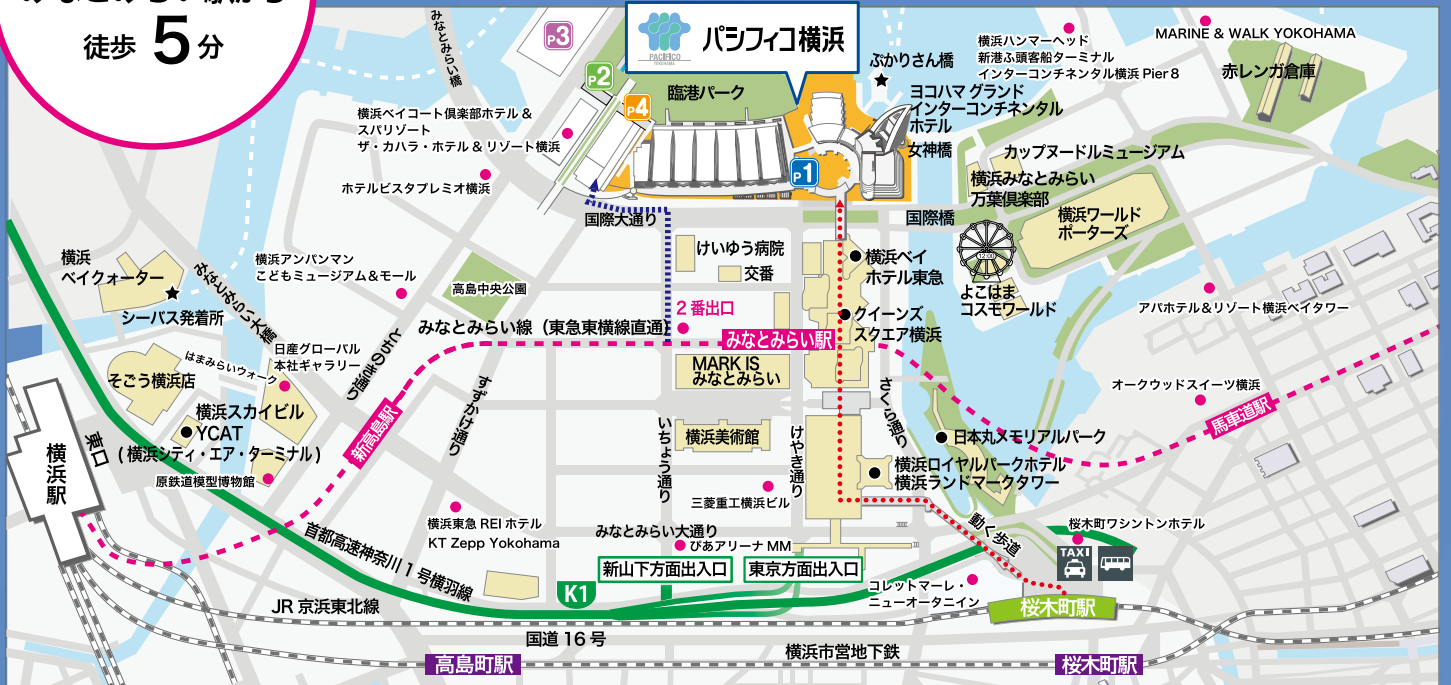 みなとみらい駅から
徒歩 5 分
みなとみらい橋
P3
P2
P4
PACIFICO
YOKOHAMA
パシフィコ横浜
臨港パーク
ぷかりさん橋
横浜ハンマーヘッド
新港ふ頭客船ターミナル
インターコンチネンタル横浜 Pier 8
MARINE & WALK YOKOHAMA
赤レンガ倉庫
ヨコハマ グランド
インターコンチネンタル
ホテル
女神橋
横浜ベイコート倶楽部ホテル &
スパリゾート
ザ・カハラ・ホテル & リゾート横浜
ホテルビスタプレミオ横浜
P1
カップヌードルミュージアム
横浜みなとみらい
万葉倶楽部
横浜ワールド
ポーターズ
国際大通り
国際橋
けいゆう病院
交番
横浜ベイ
ホテル東急
12:00
よこはま
コスモワールド
横浜
ベイクォーター
シーバス発着所
みなとみらい大橋
横浜アンパンマン
こどもミュージアム&モール
高島中央公園
2番出口
みなとみらい線（東急東横線直通）
みなとみらい駅
クイーンズ
スクエア横浜
アパホテル&リゾート横浜ベイタワー
そごう横浜店
はまみらいウォーク
日産グローバル
本社ギャラリー
とちのき通り
すずかけ通り
MARK IS
みなとみらい
さくら通り
オークウッドスイーツ横浜
馬車道駅
横浜駅
東口
横浜スカイビル
YCAT
(横浜シティ・エア・ターミナル)
原鉄道模型博物館
新高島駅
いちょう通り
横浜美術館
けやき通り
日本丸メモリアルパーク
横浜ロイヤルパークホテル
横浜ランドマークタワー
三菱重工横浜ビル
横浜東急 REI ホテル
KT Zepp Yokohama
みなとみらい大通り
ぴあアリーナ MM
動く歩道
桜木町ワシントンホテル
TAXI
首都高速神奈川1号横羽線
新山下方面出入口
東京方面出入口
K1
コレットマーレ・
ニューオータニイン
JR 京浜東北線
桜木町駅
国道 16 号
横浜市営地下鉄
高島町駅
桜木町駅